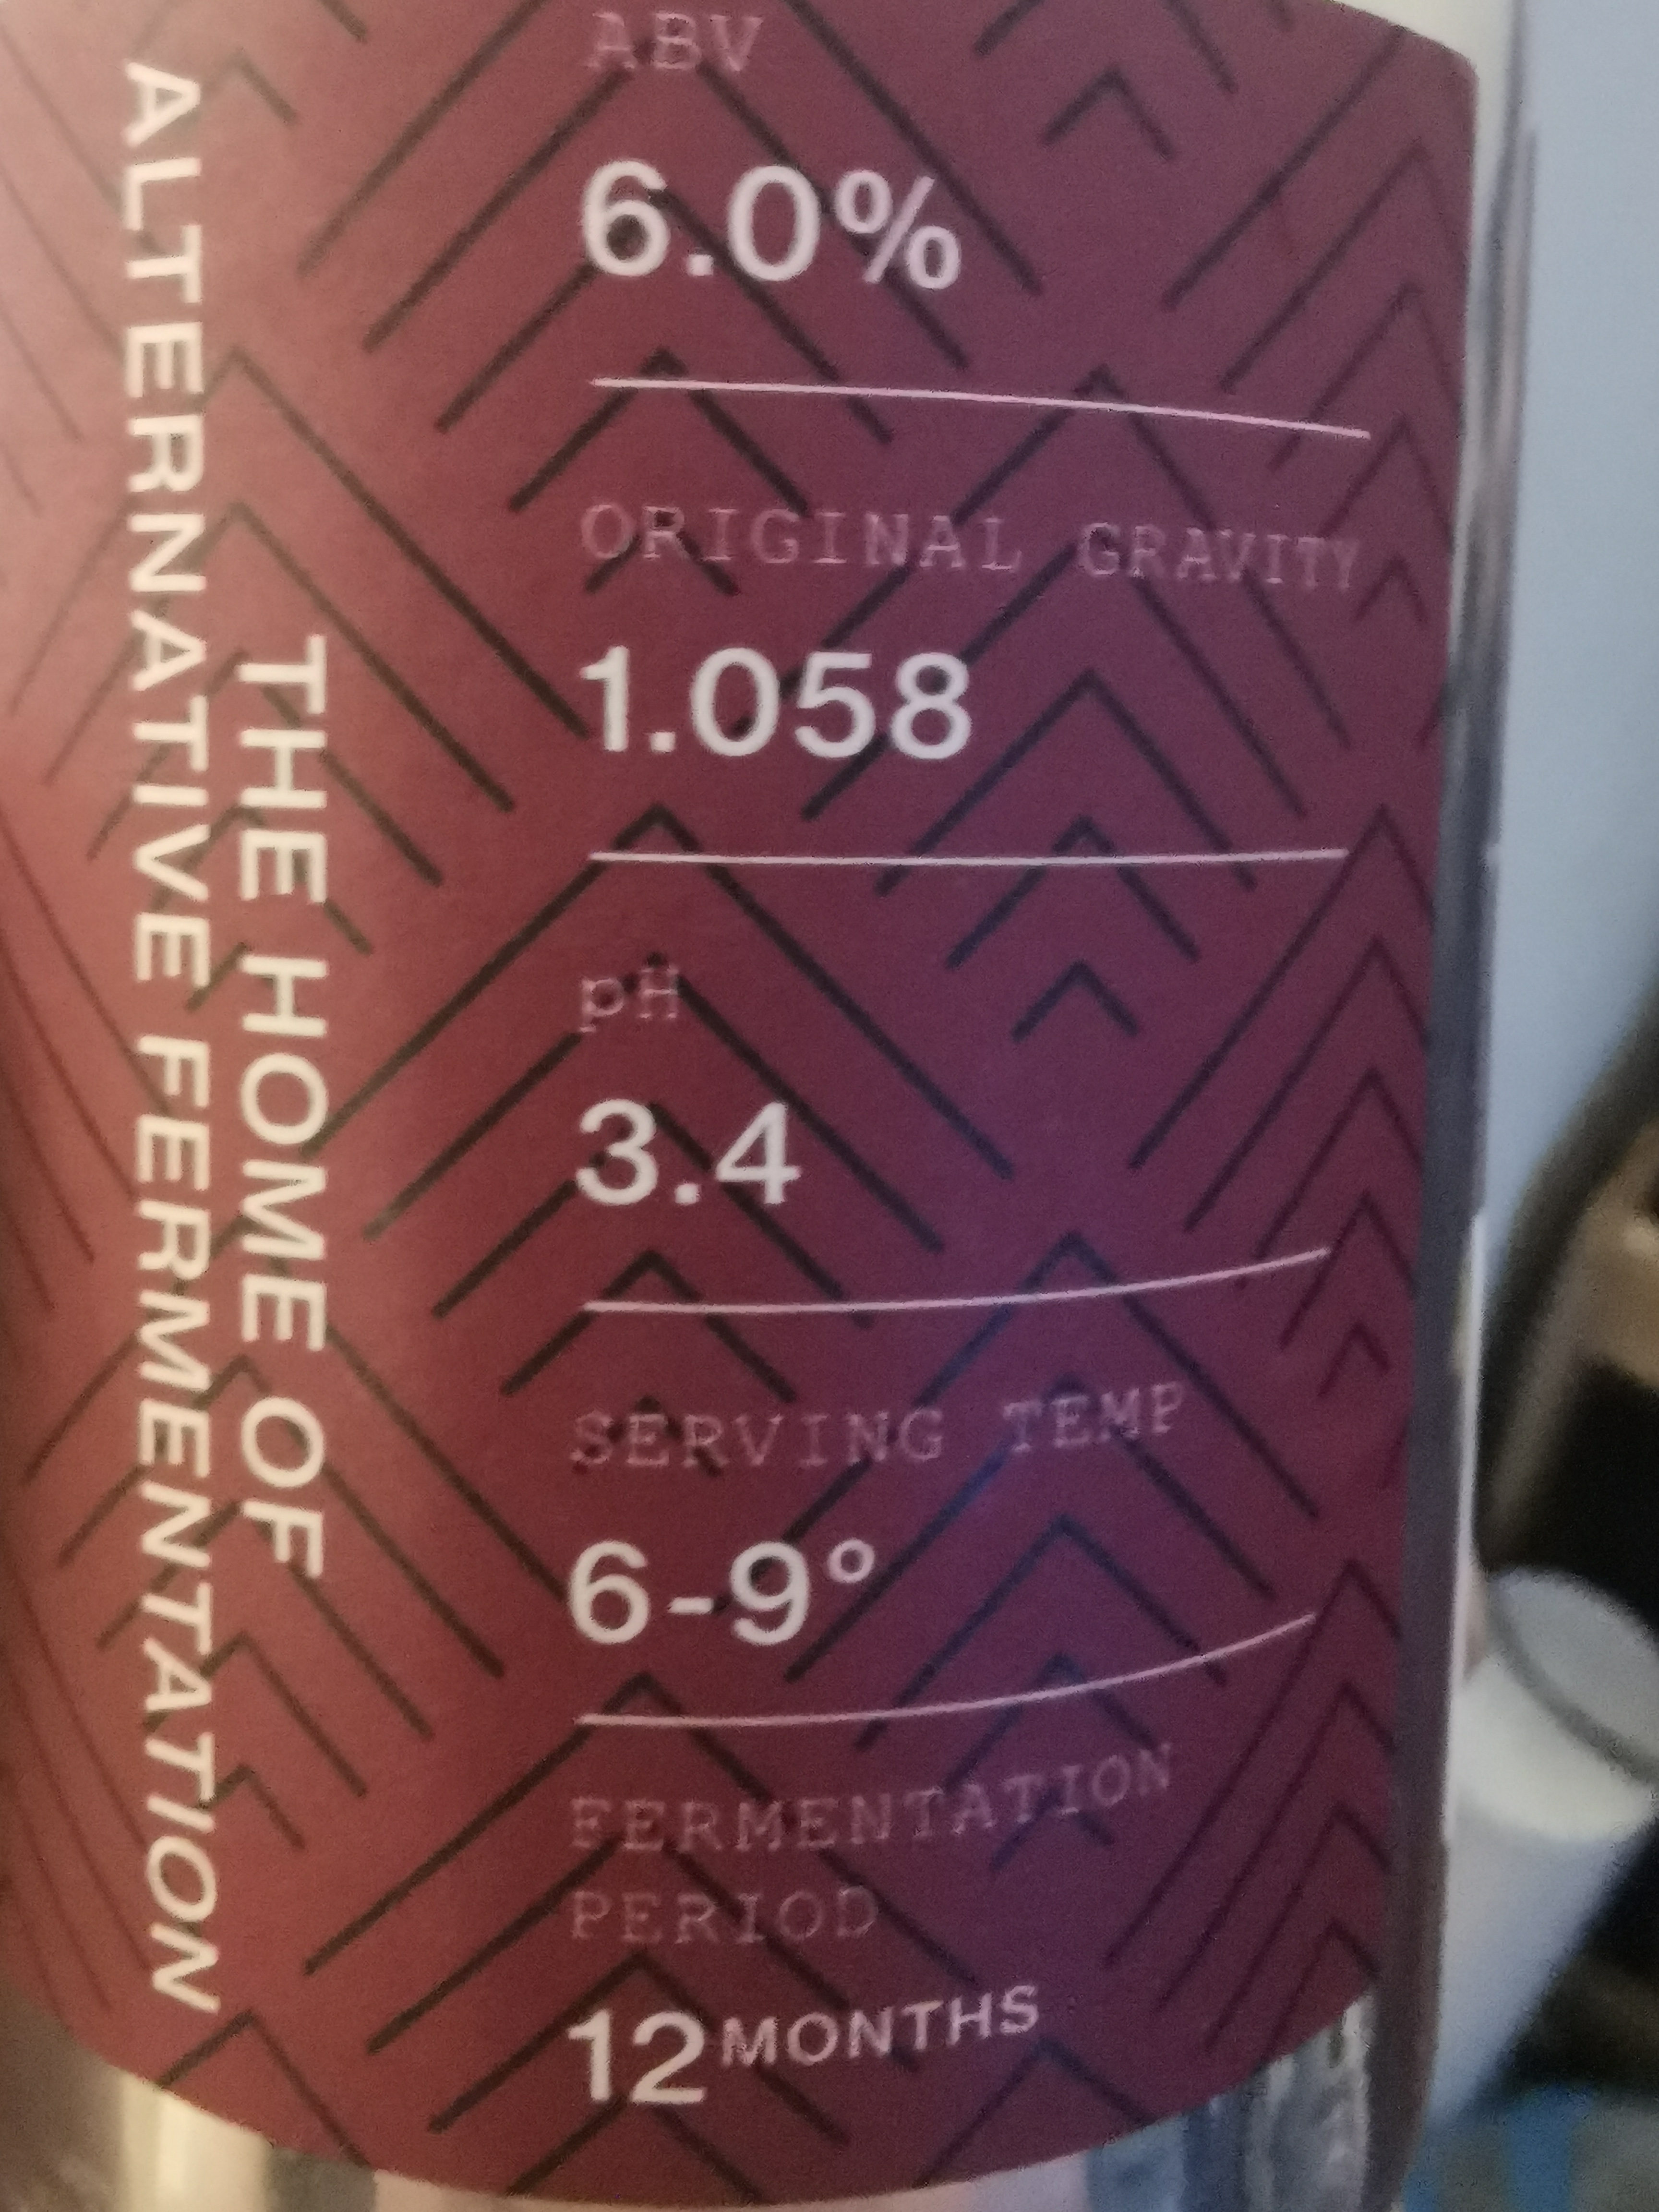 THE HOME OF
ALTERNATIVE FERMENTATION
ABV
6.0%
ORIGINAL GRAVITY
1.058
pH
3.4
SERVING TEMP
6-9°
FERMENTATION
PERIOD
12 MONTHS